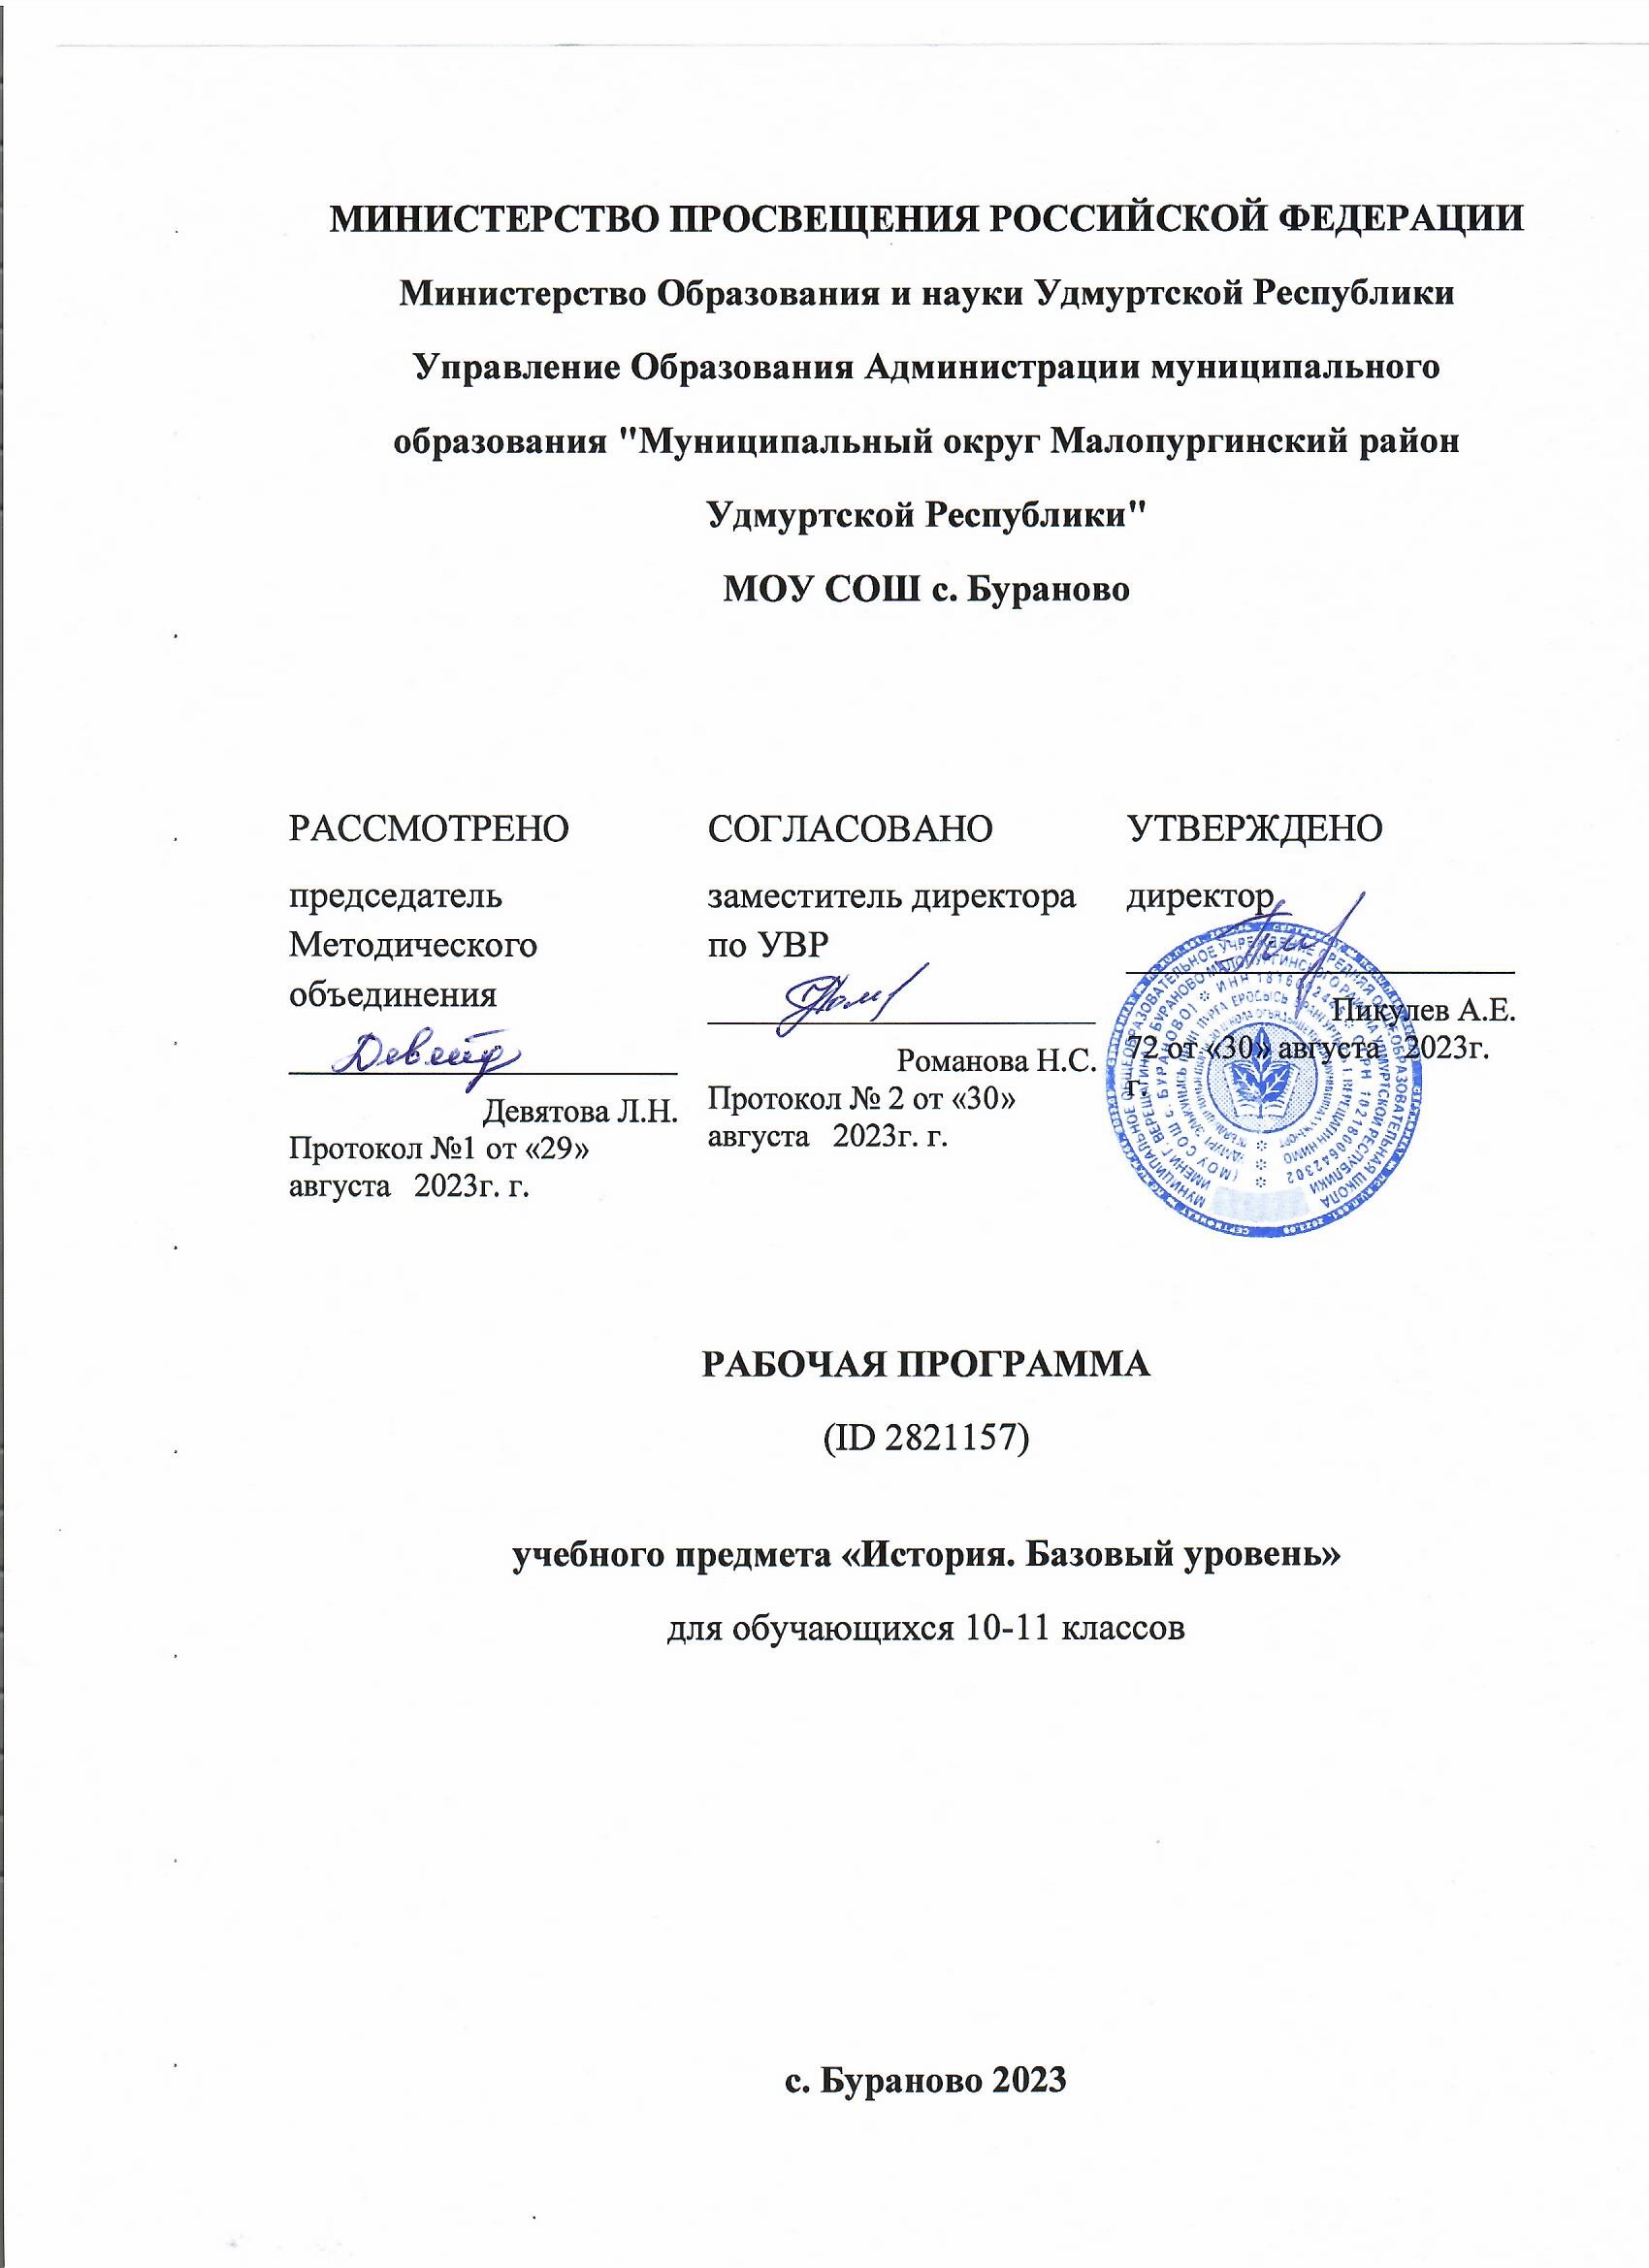 МИНИСТЕРСТВО ПРОСВЕЩЕНИЯ РОССИЙСКОЙ ФЕДЕРАЦИИ
Министерство Образования и науки Удмуртской Республики
Управление Образования Администрации муниципального
образования "Муниципальный округ Малопургинский район
Удмуртской Республики"
МОУ СОШ с. Бураново
РАССМОТРЕНО
председатель
Методического
объединения
Девятова Л.Н.
Протокол №1 от «29»
августа 2023г. г.
СОГЛАСОВАНО
заместитель директора
по УВР
Романова Н.С.
Протокол № 2 от «30»
августа 2023г. г.
УТВЕРЖДЕНО
директор
Пикулев А.Е.
72 от «30» августа 2023г.
г.
РАБОЧАЯ ПРОГРАММА
(ID 2821157)
учебного предмета «История. Базовый уровень»
для обучающихся 10-11 классов
с. Бураново 2023